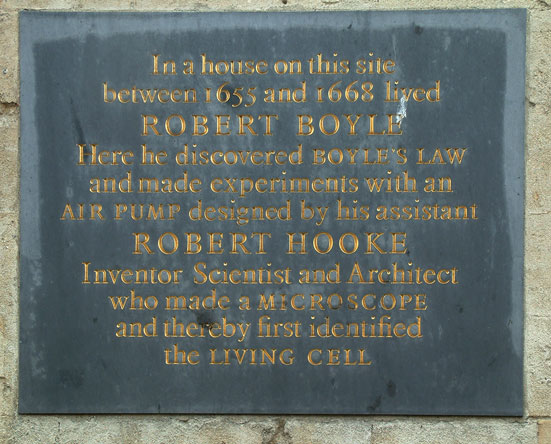 In a house on this site
between 1655 and 1668 lived
ROBERT BOYLE
Here he discovered BOYLE'S LAW
and made experiments with an
AIR PUMP designed by his assistant
ROBERT HOOKE
Inventor Scientist and Architect
who made a MICROSCOPE
and thereby first identified
the LIVING CELL